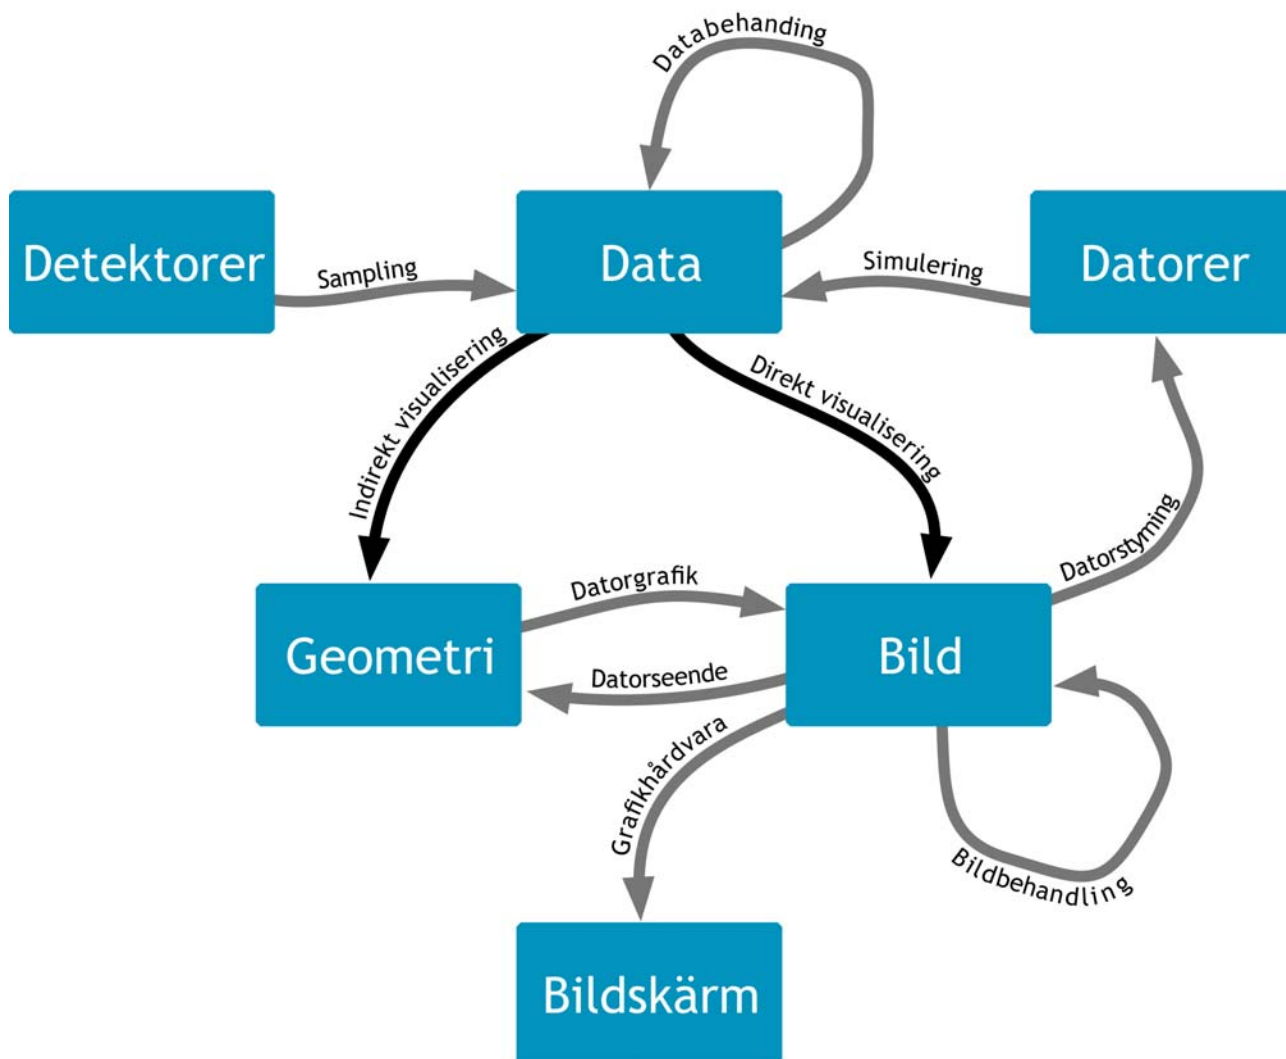 Databehanding
Detektorer
Sampling
Data
Simulering
Datorer
Indirekt visualisering
Direkt visualisering
Datorstyrning
Datorgrafik
Geometri
Datorseende
Bild
Grafikhårdvara
Bildbehandling
Bildskärm